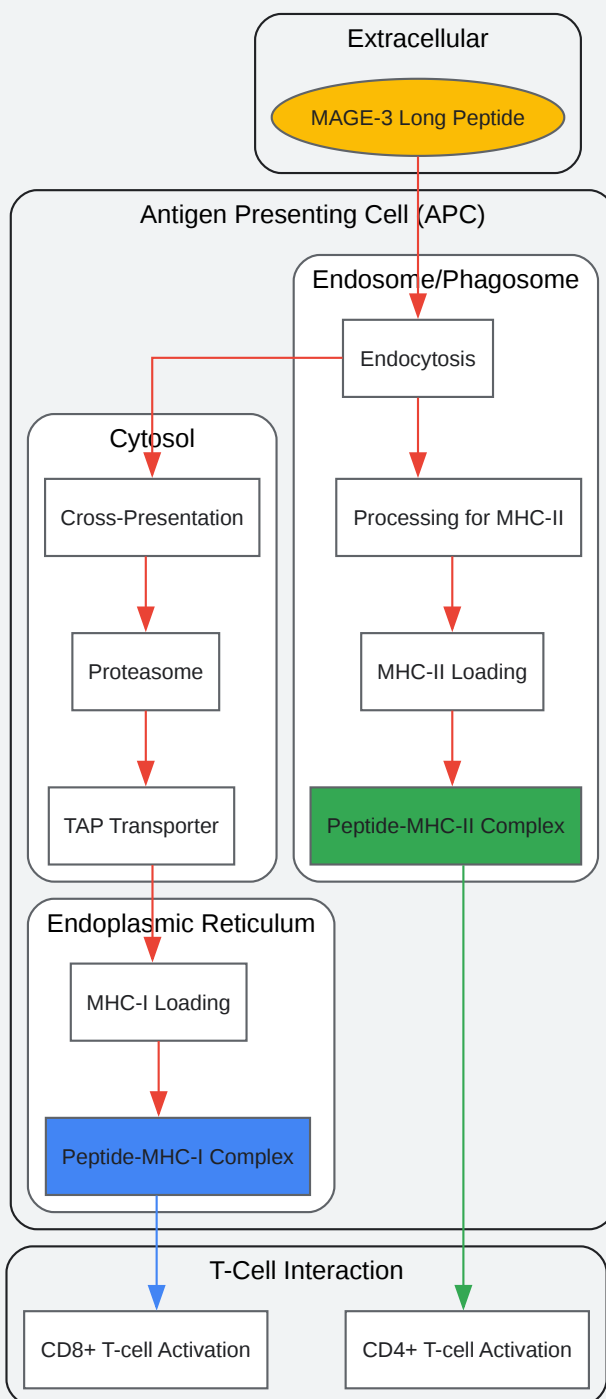 Extracellular
MAGE-3 Long Peptide
Antigen Presenting Cell (APC)
Endosome/Phagosome
Endocytosis
Cytosol
Cross-Presentation
Processing for MHC-II
Proteasome
MHC-II Loading
TAP Transporter
Peptide-MHC-II Complex
Endoplasmic Reticulum
MHC-I Loading
Peptide-MHC-I Complex
T-Cell Interaction
CD8+ T-cell Activation
CD4+ T-cell Activation